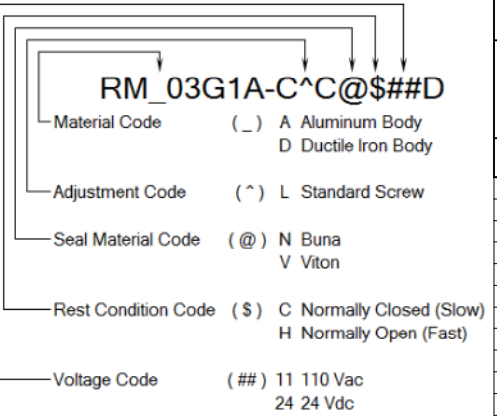 RM_03G1A-C^C@$##D
Material Code ( _ ) A Aluminum Body
D Ductile Iron Body
Adjustment Code ( ^ ) L Standard Screw
Seal Material Code ( @ ) N Buna
V Viton
Rest Condition Code ( $ ) C Normally Closed (Slow)
H Normally Open (Fast)
Voltage Code ( ## ) 11 110 Vac
24 24 Vdc